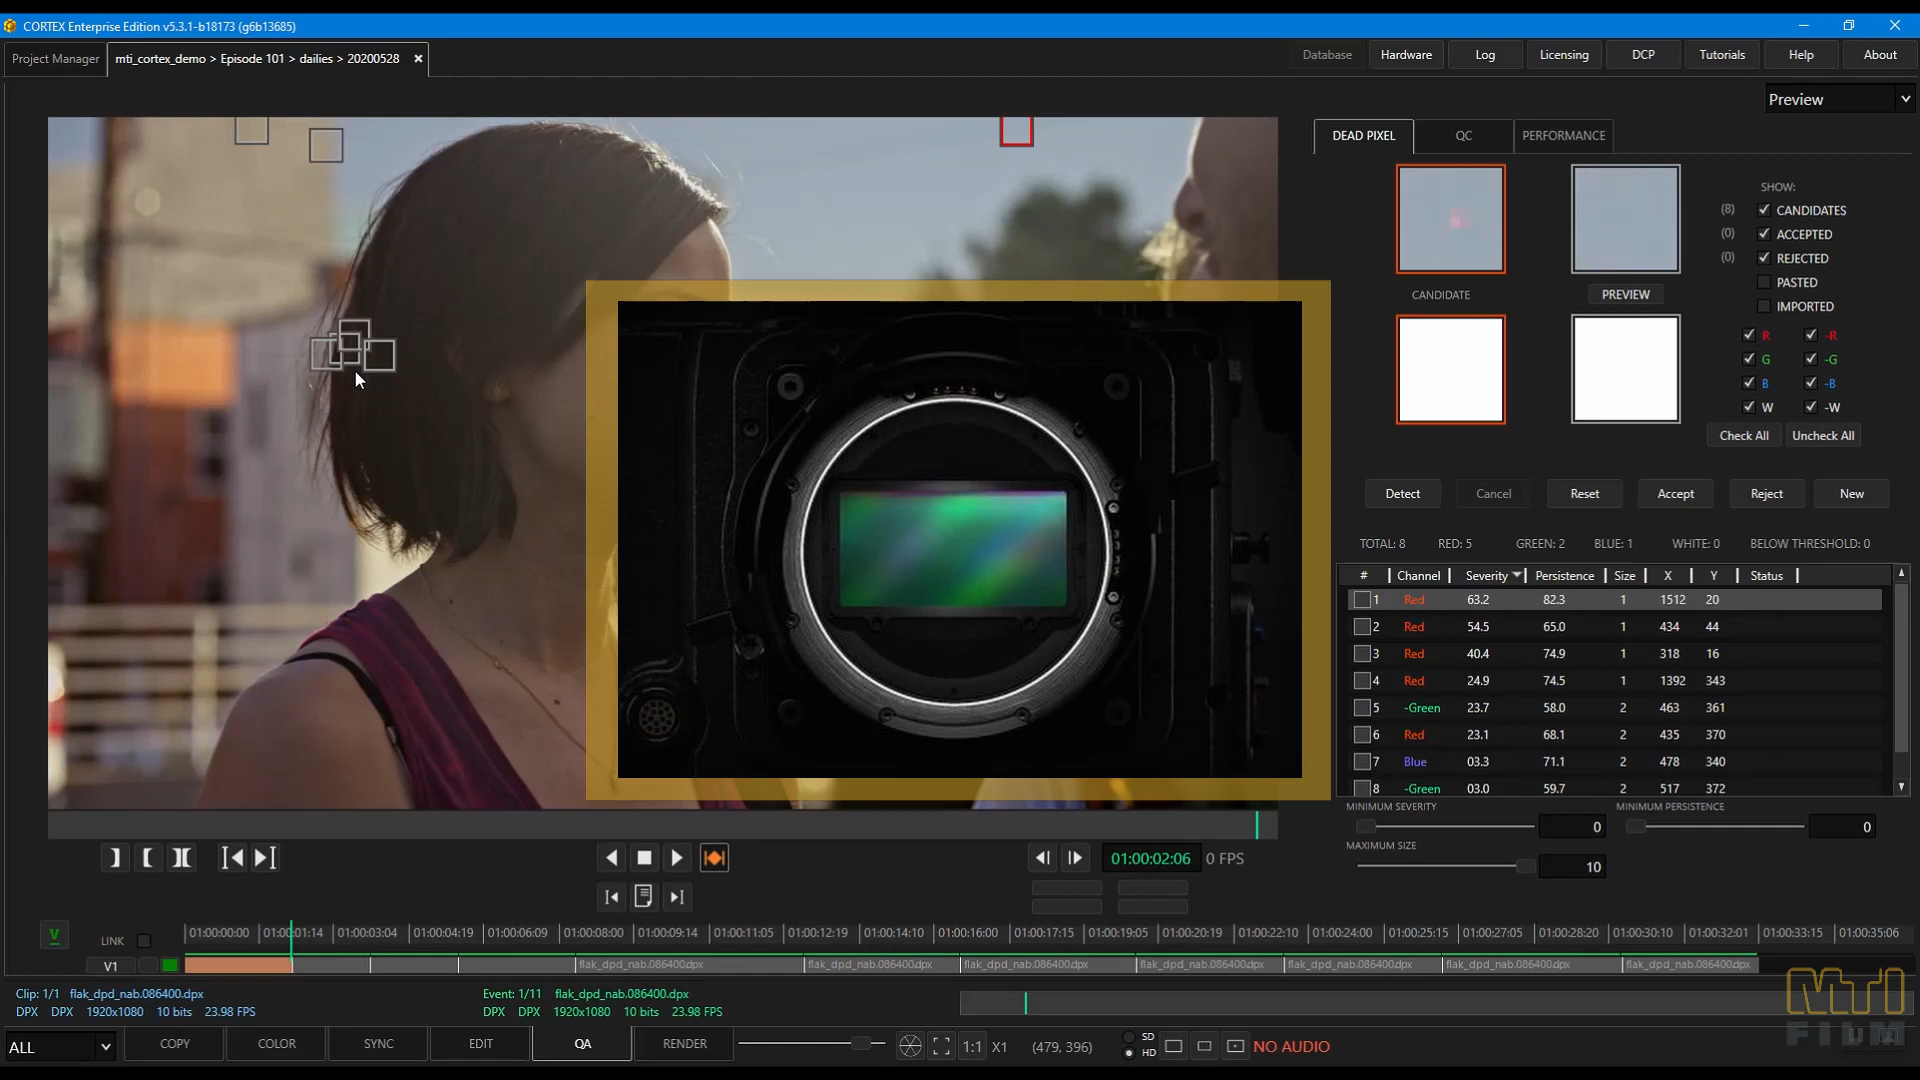 CORTEX Enterprise Edition v5.3.1-b18173 (g6b13685)
Project Manager
mti_cortex_demo > Episode 101 > dailies > 20200528
Database
Hardware
Log
Licensing
DCP
Tutorials
Help
About
Preview
DEAD PIXEL
QC
PERFORMANCE
SHOW:
(8) CANDIDATES
(0) ACCEPTED
(0) REJECTED
PASTED
IMPORTED
CANDIDATE
PREVIEW
R -R
G -G
B -B
W -W
Check All
Uncheck All
Detect
Cancel
Reset
Accept
Reject
New
TOTAL: 8 RED: 5 GREEN: 2 BLUE: 1 WHITE: 0 BELOW THRESHOLD: 0
# Channel Severity Persistence Size X Y Status
1 Red 63.2 82.3 1 1512 20
2 Red 54.5 65.0 1 434 44
3 Red 40.4 74.9 1 318 16
4 Red 24.9 74.5 1 1392 343
5 -Green 23.7 58.0 2 463 361
6 Red 23.1 68.1 2 435 370
7 Blue 03.3 71.1 2 478 340
8 -Green 03.0 59.7 2 517 372
MINIMUM SEVERITY
0
MINIMUM PERSISTENCE
0
MAXIMUM SIZE
10
01:00:02:06 0 FPS
V
LINK
01:00:00:00 01:00:01:14 01:00:03:04 01:00:04:19 01:00:06:09 01:00:08:00 01:00:09:14 01:00:11:05 01:00:12:19 01:00:14:10 01:00:16:00 01:00:17:15 01:00:19:05 01:00:20:19 01:00:22:10 01:00:24:00 01:00:25:15 01:00:27:05 01:00:28:20 01:00:30:10 01:00:32:01 01:00:33:15 01:00:35:06
V1
flak_dpd_nab.086400.dpx flak_dpd_nab.086400.dpx flak_dpd_nab.086400.dpx flak_dpd_nab.086400.dpx flak_dpd_nab.086400.dpx flak_dpd_nab.086400.dpx flak_dpd_nab.086400.dpx
Clip: 1/1 flak_dpd_nab.086400.dpx
DPX DPX 1920x1080 10 bits 23.98 FPS
Event: 1/11 flak_dpd_nab.086400.dpx
DPX DPX 1920x1080 10 bits 23.98 FPS
MTI
FILM
ALL
COPY
COLOR
SYNC
EDIT
QA
RENDER
1:1
X1
(479, 396)
SD
HD
NO AUDIO